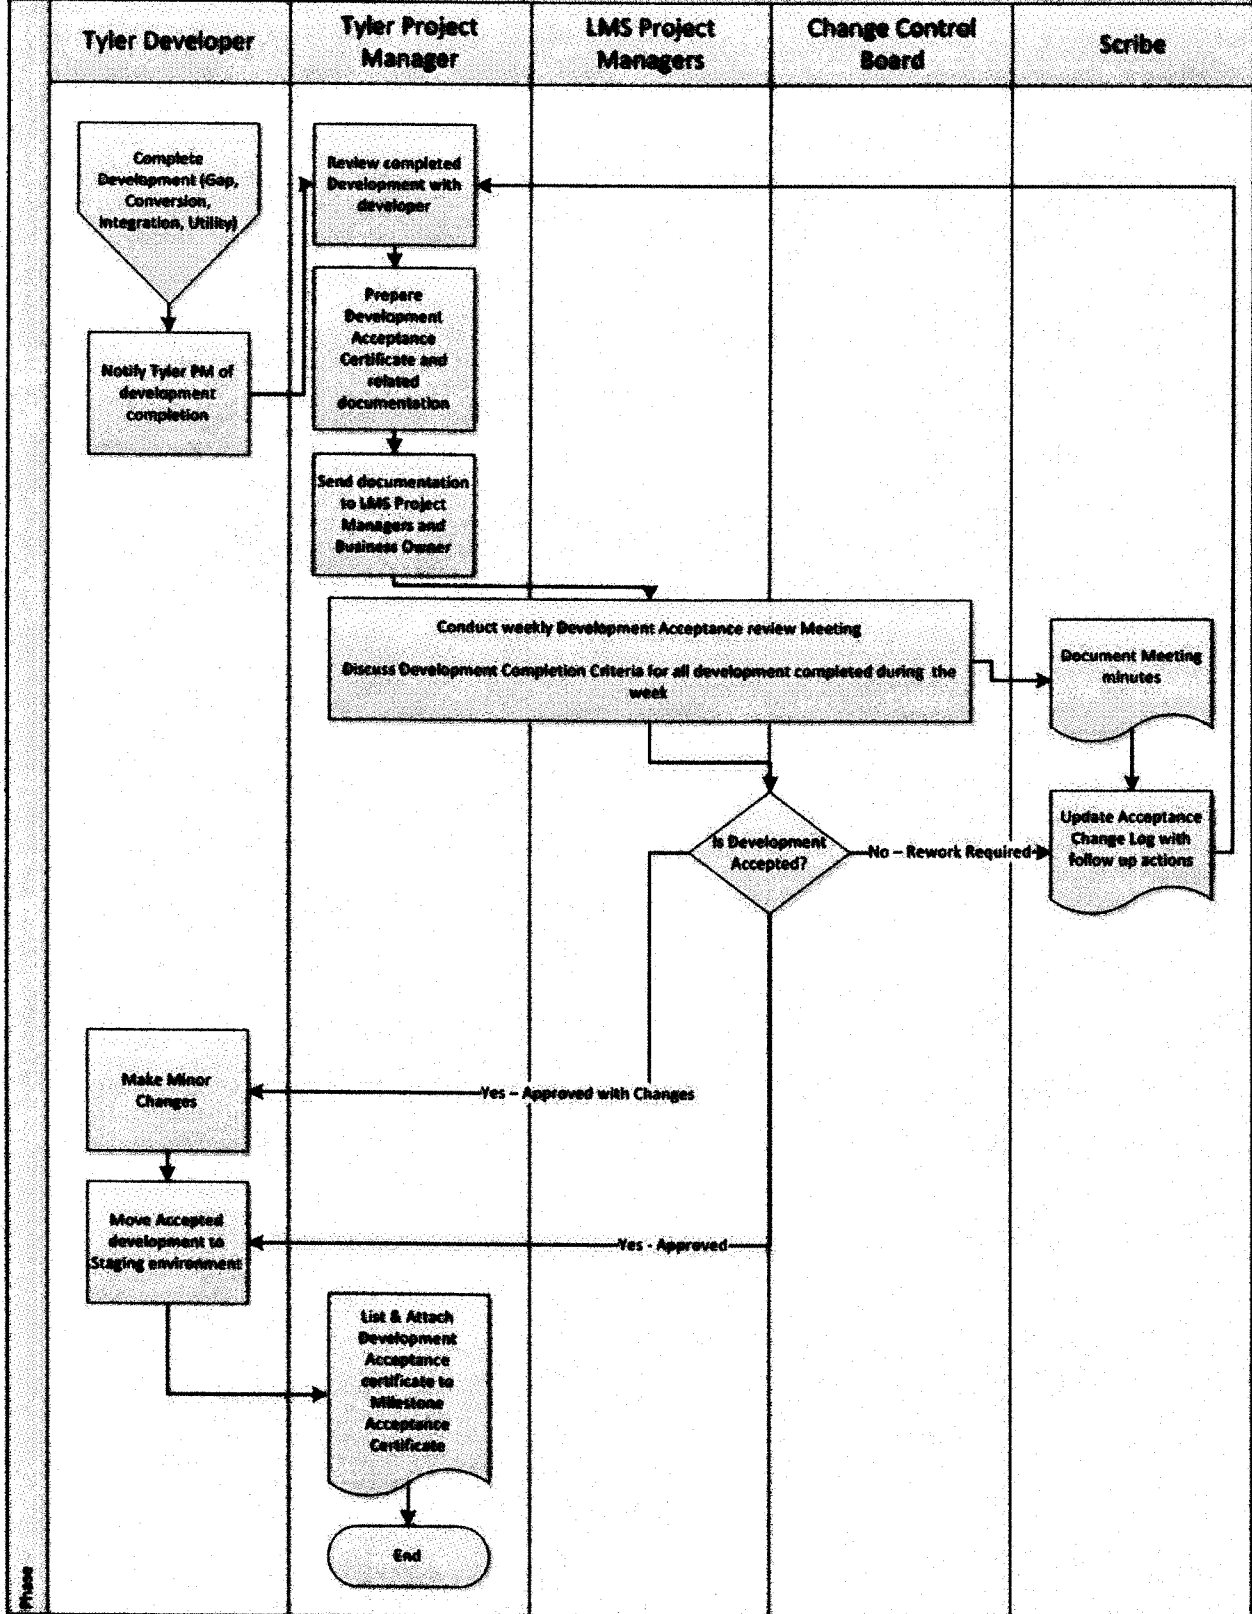 Tyler Developer
Tyler Project
Manager
LMS Project
Managers
Change Control
Board
Scribe
Complete
Development (Gap,
Conversion,
Integration, Utility)
Notify Tyler PM of
development
completion
Review completed
Development with
developer
Prepare
Development
Acceptance
Certificate and
related
documentation
Send documentation
to LMS Project
Managers and
Business Owner
Conduct weekly Development Acceptance review Meeting
Discuss Development Completion Criteria for all development completed during the
week
Document Meeting
minutes
Is Development
Accepted?
No – Rework Required
Update Acceptance
Change Log with
follow up actions
Make Minor
Changes
Yes – Approved with Changes
Move Accepted
development to
Staging environment
Yes - Approved
List & Attach
Development
Acceptance
certificate to
Milestone
Acceptance
Certificate
End
Phase